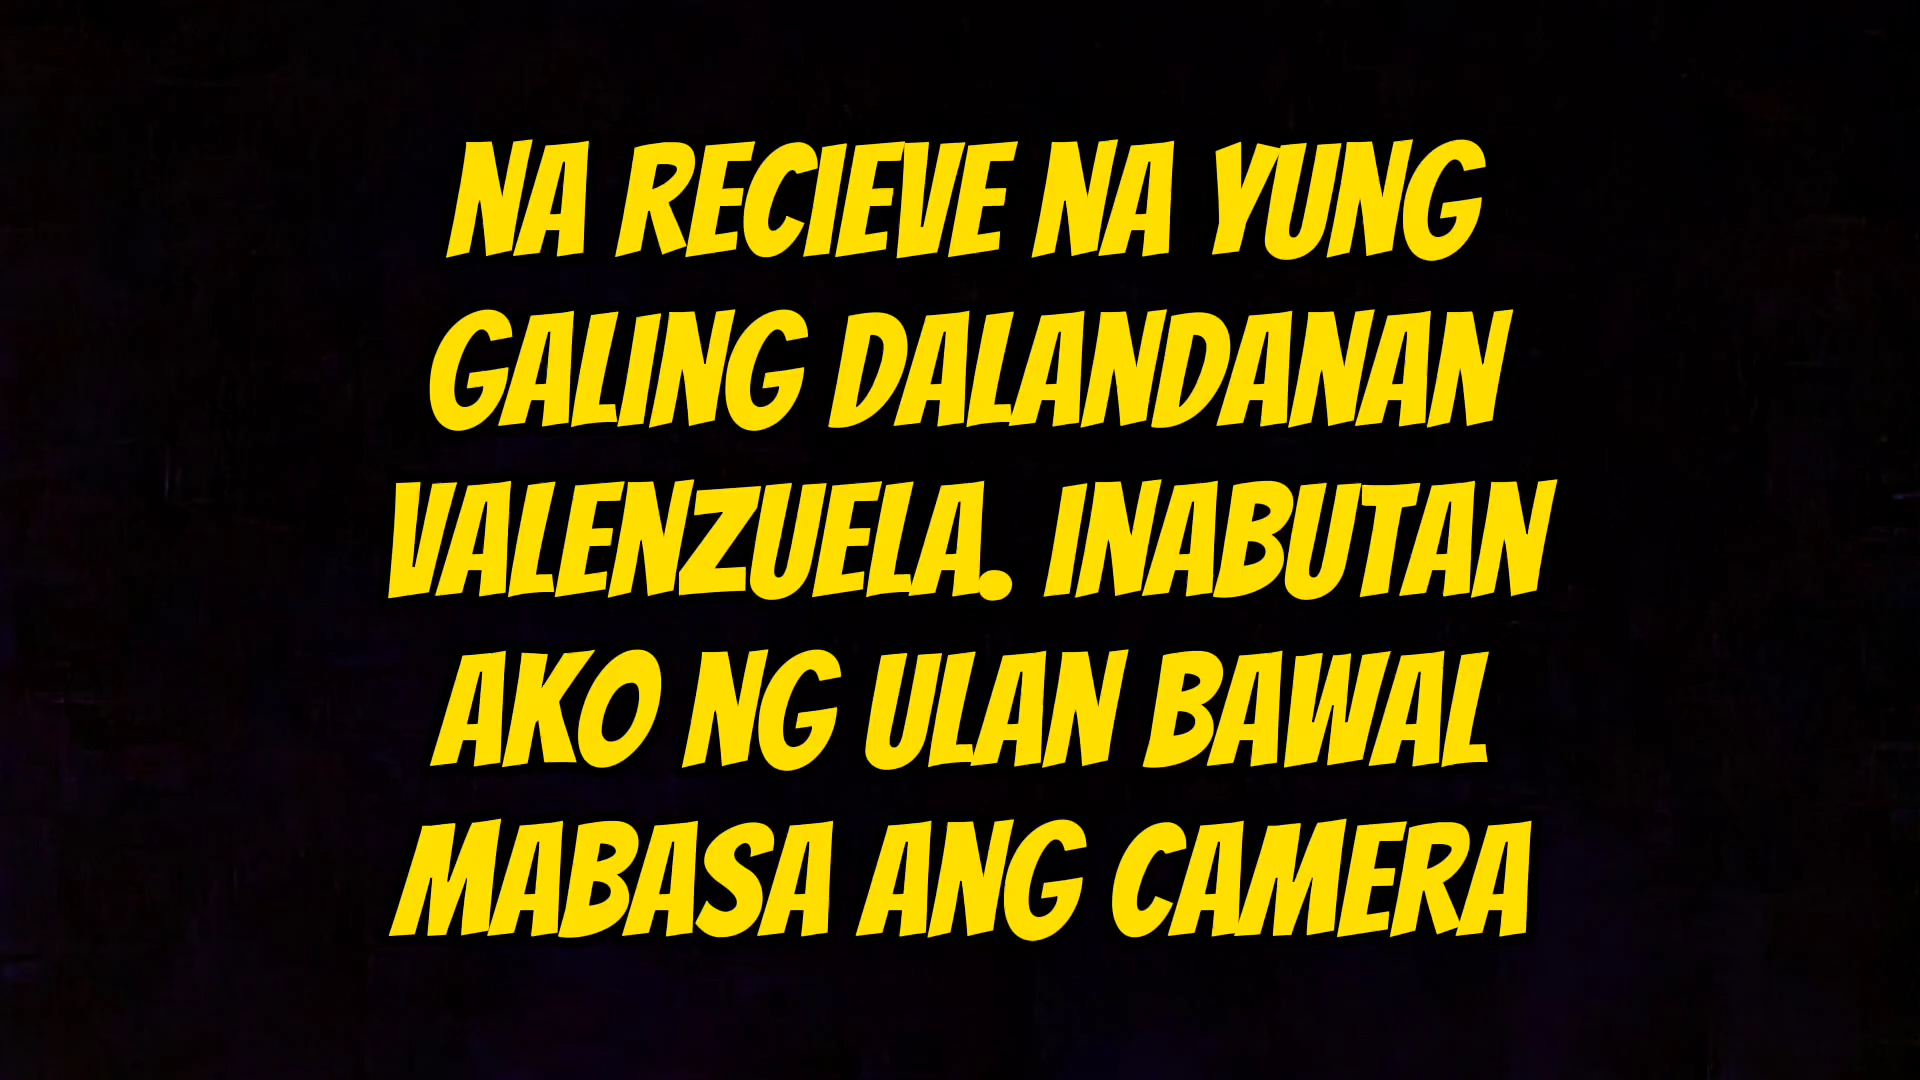 NA RECIEVE NA YUNG
GALING DALANDANAN
VALENZUELA. INABUTAN
AKO NG ULAN BAWAL
MABASA ANG CAMERA